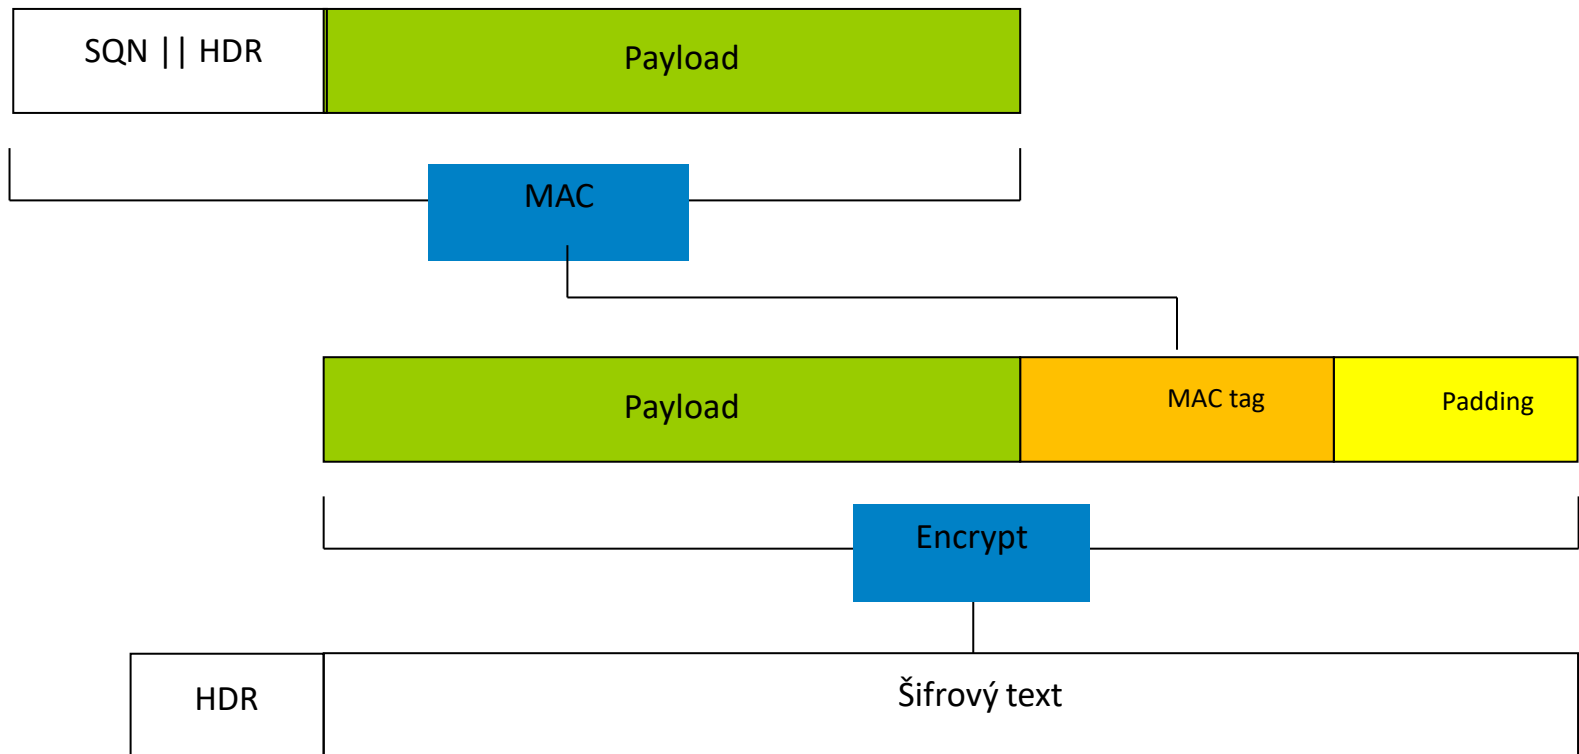 SQN || HDR
Payload
MAC
Payload
MAC tag
Padding
Encrypt
HDR
Šifrový text